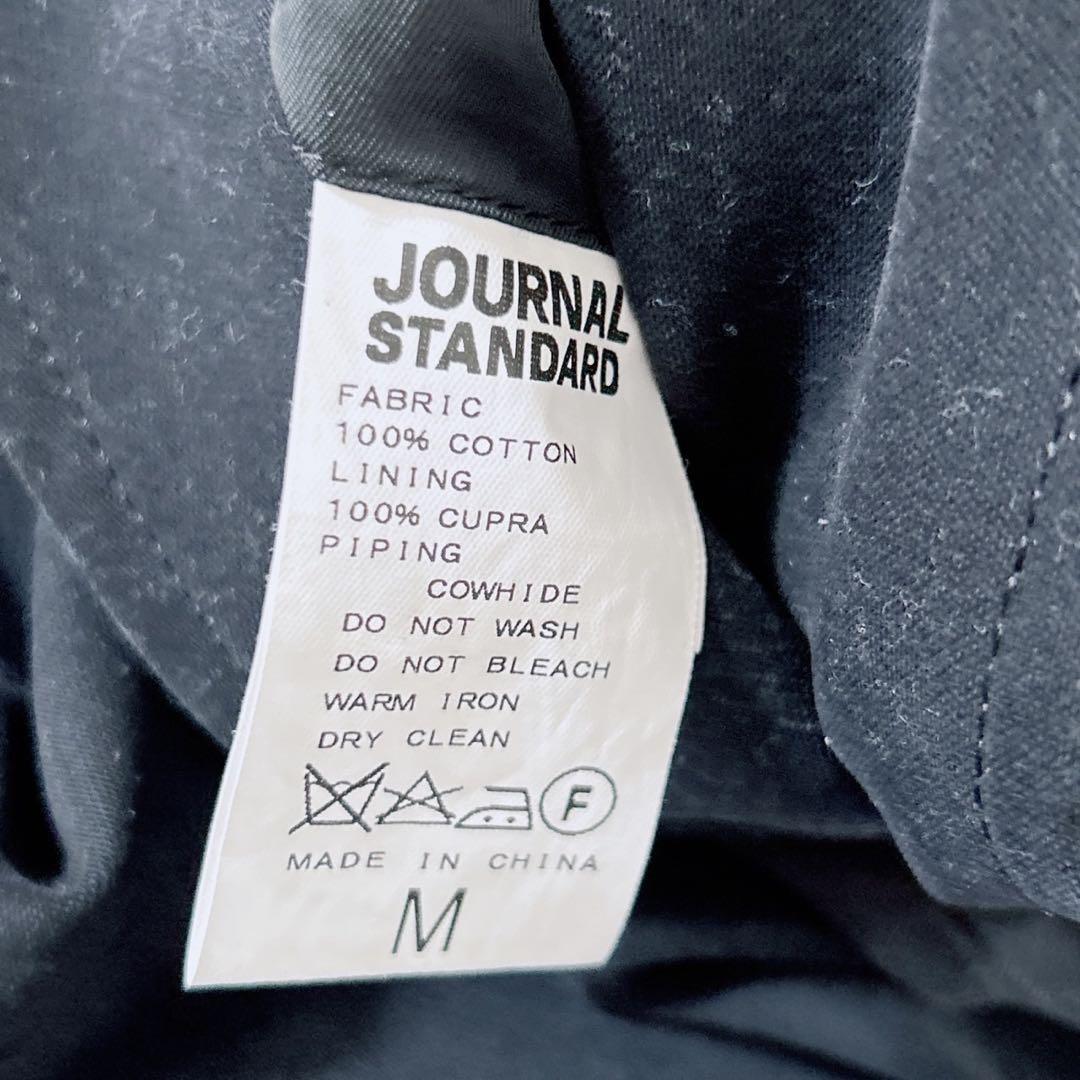 JOURNAL
STANDARD
FABRIC
100% COTTON
LINING
100% CUPRA
PIPING
COWHIDE
DO NOT WASH
DO NOT BLEACH
WARM IRON
DRY CLEAN
F
MADE IN CHINA
M